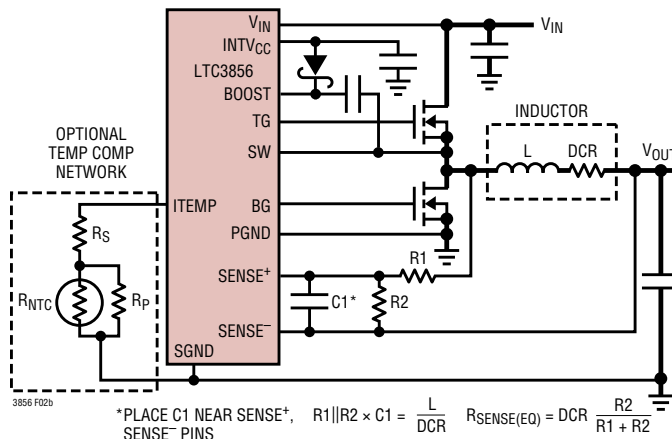 V_IN
INTV_CC
LTC3856
BOOST
TG
SW
ITEMP
BG
PGND
SENSE+
SENSE–
SGND
OPTIONAL
TEMP COMP
NETWORK
R_S
R_NTC
R_P
V_IN
INDUCTOR
L
DCR
V_OUT
R1
C1*
R2
3856 F02b
*PLACE C1 NEAR SENSE+,
SENSE– PINS
R1||R2 × C1 = L/DCR
R_SENSE(EQ) = DCR R2/(R1 + R2)